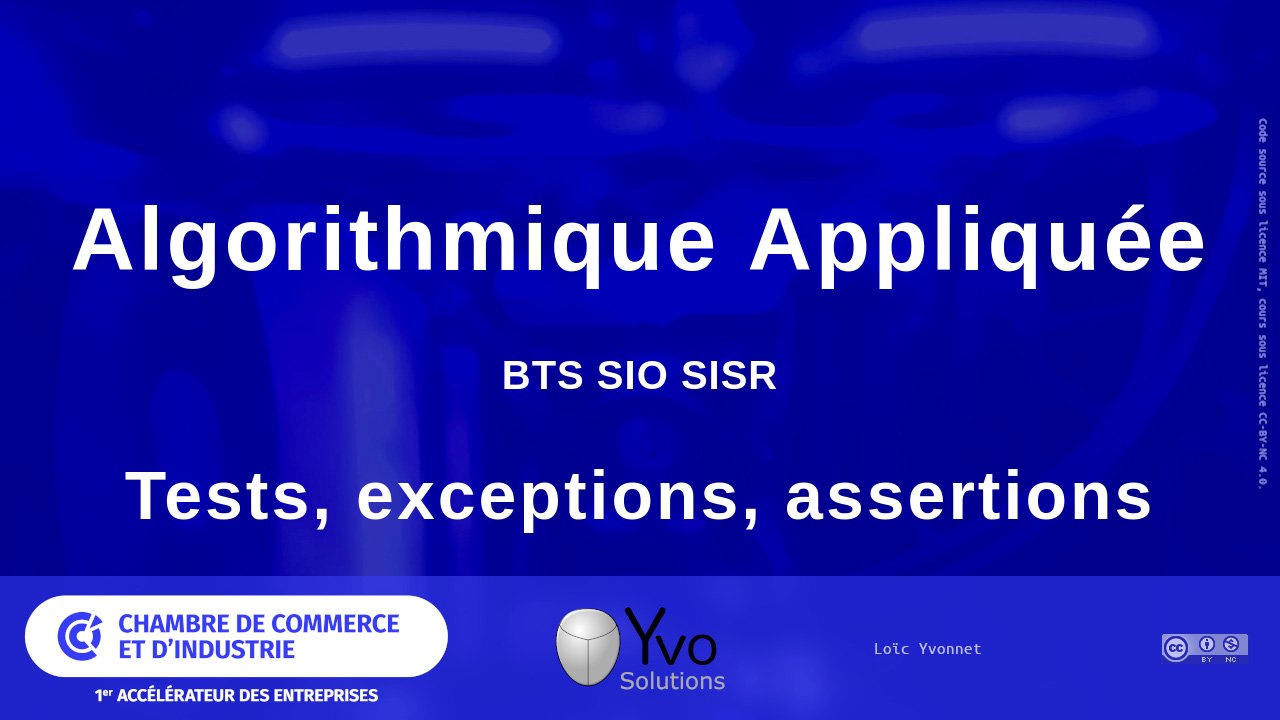 Algorithmique Appliquée
BTS SIO SISR
Tests, exceptions, assertions
Code source sous licence MIT, cours sous licence CC-BY-NC 4.0.
CHAMBRE DE COMMERCE
ET D'INDUSTRIE
1er ACCÉLÉRATEUR DES ENTREPRISES
Yvo
Solutions
Loïc Yvonnet
cc
BY NC